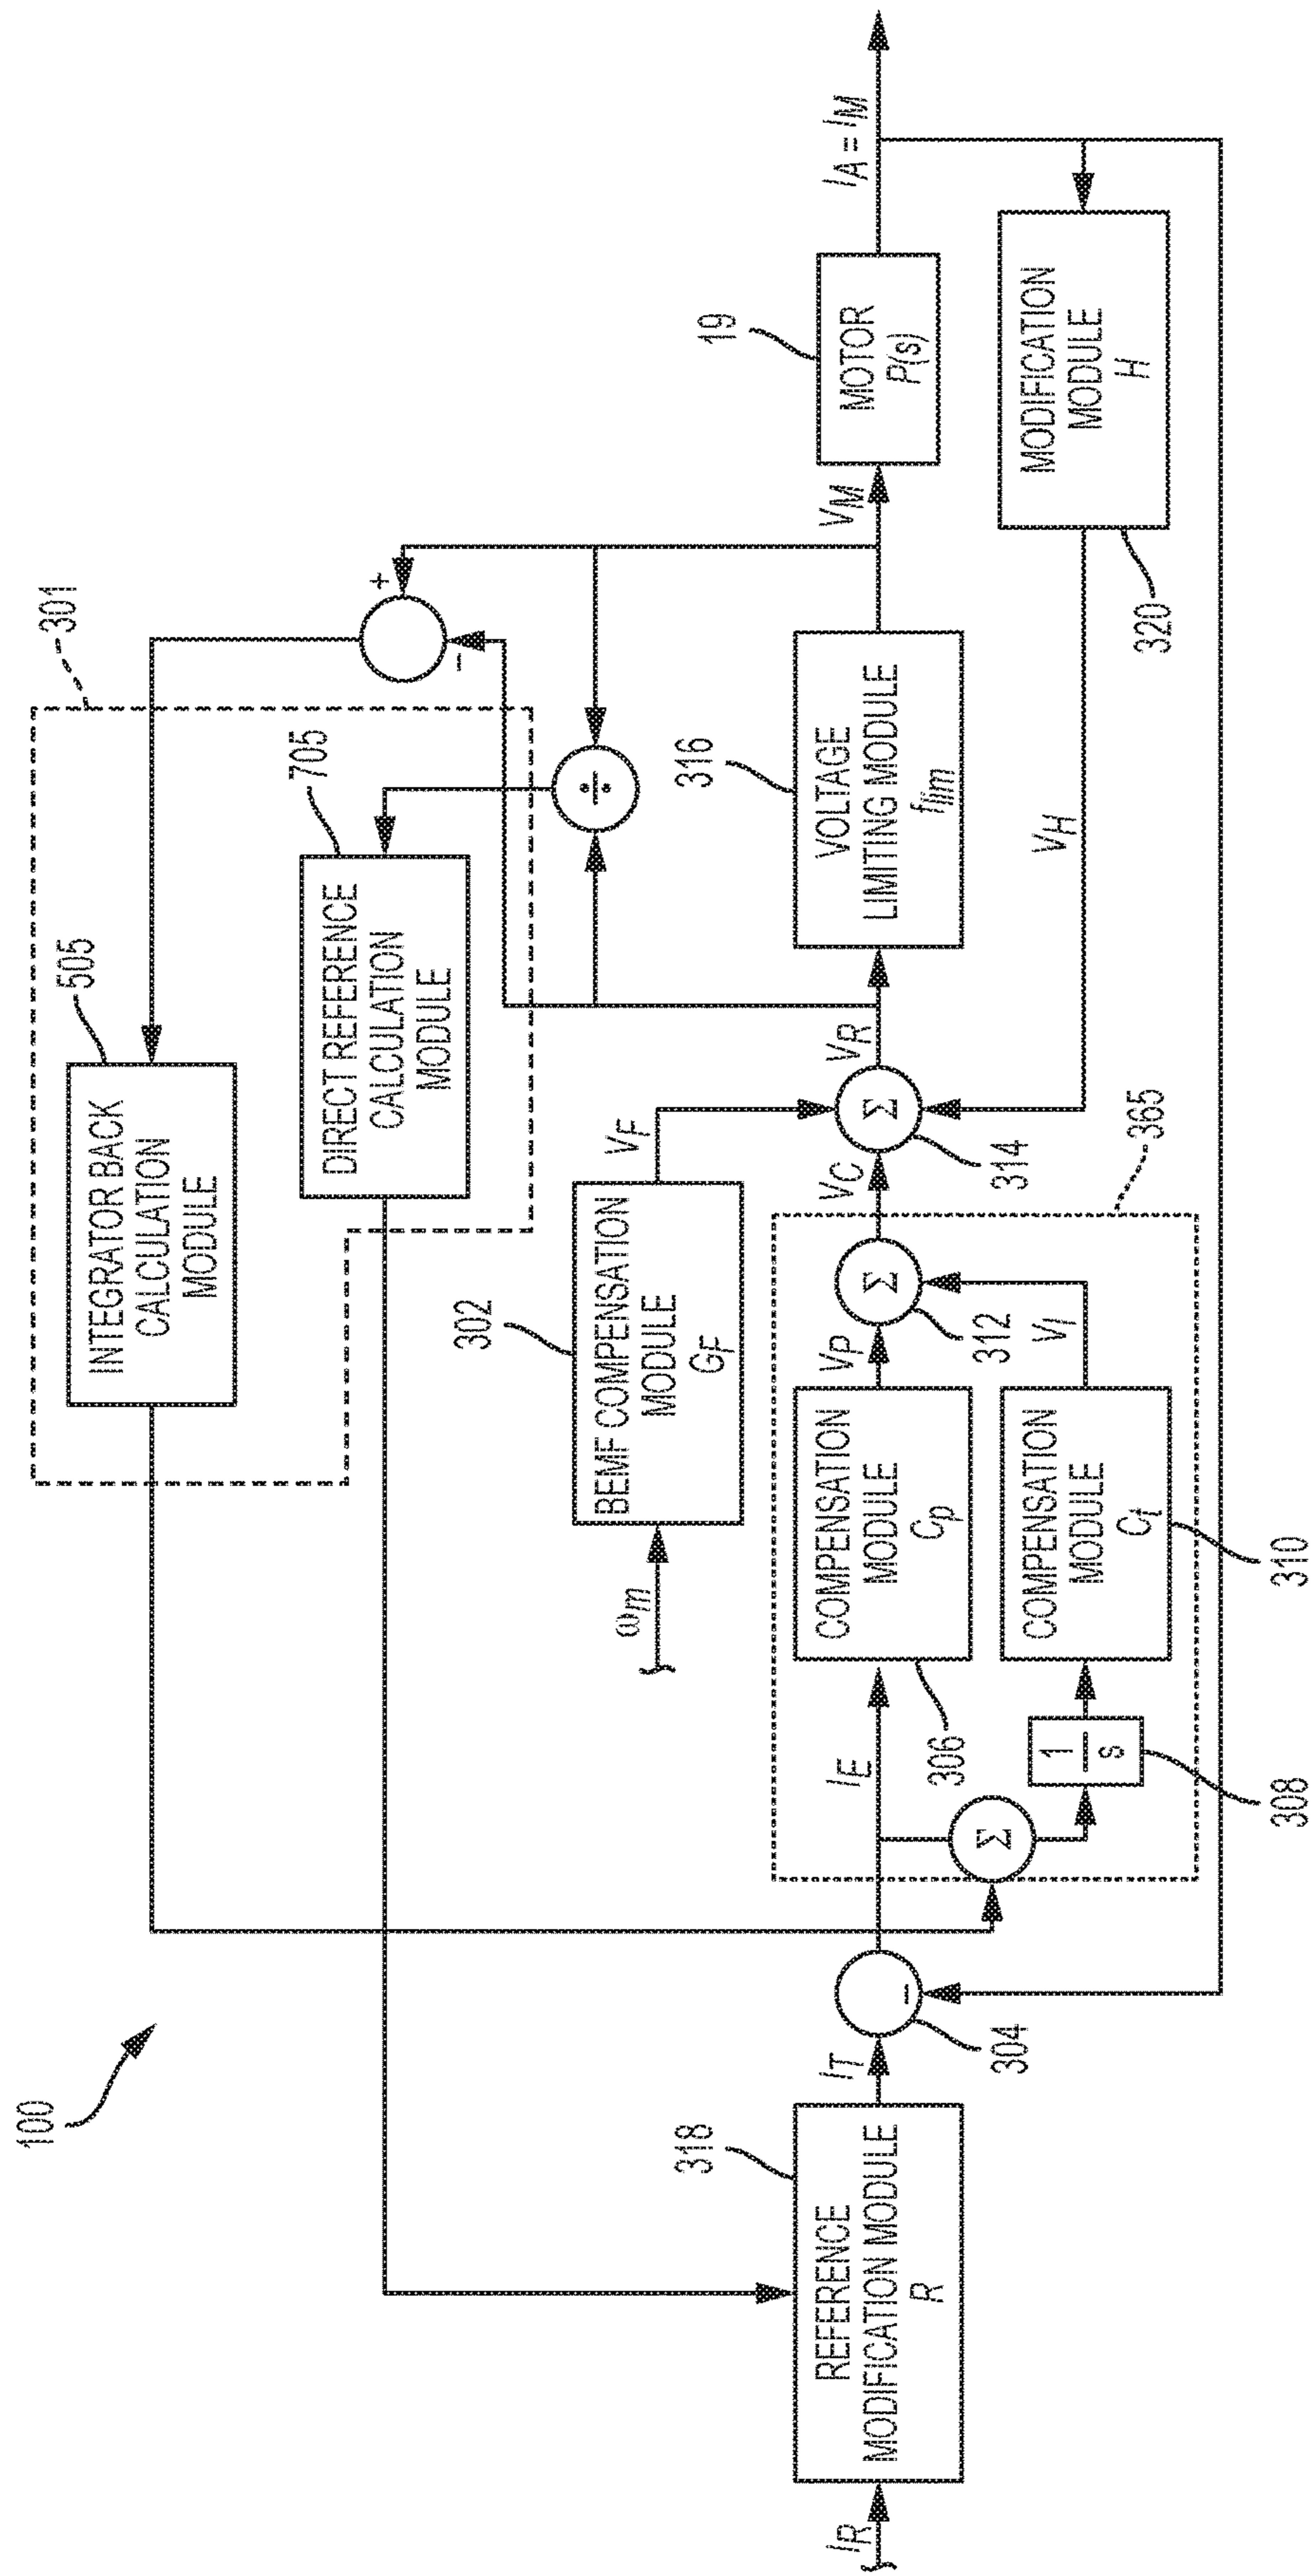 100
301
505
INTEGRATOR BACK
CALCULATION
MODULE
705
DIRECT REFERENCE
CALCULATION
MODULE
+
−
÷
302
BEMF COMPENSATION
MODULE
G_F
ω_m
V_F
318
REFERENCE
MODIFICATION MODULE
R
I_R
I_T
304
−
I_E
Σ
306
COMPENSATION
MODULE
C_p
V_P
308
1
s
310
COMPENSATION
MODULE
C_i
V_I
312
Σ
365
V_C
314
Σ
V_R
316
VOLTAGE
LIMITING MODULE
f_lim
V_M
19
MOTOR
P(s)
I_A = I_M
320
MODIFICATION
MODULE
H
V_H